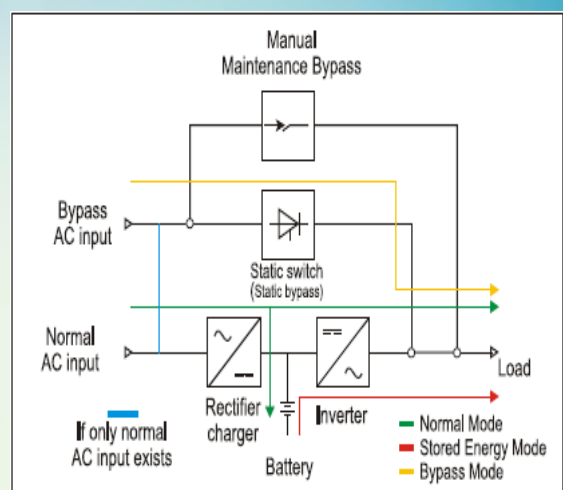 Manual
Maintenance Bypass
Bypass
AC input
Static switch
(Static bypass)
Normal
AC input
Load
Rectifier
charger
Inverter
Battery
If only normal
AC input exists
Normal Mode
Stored Energy Mode
Bypass Mode